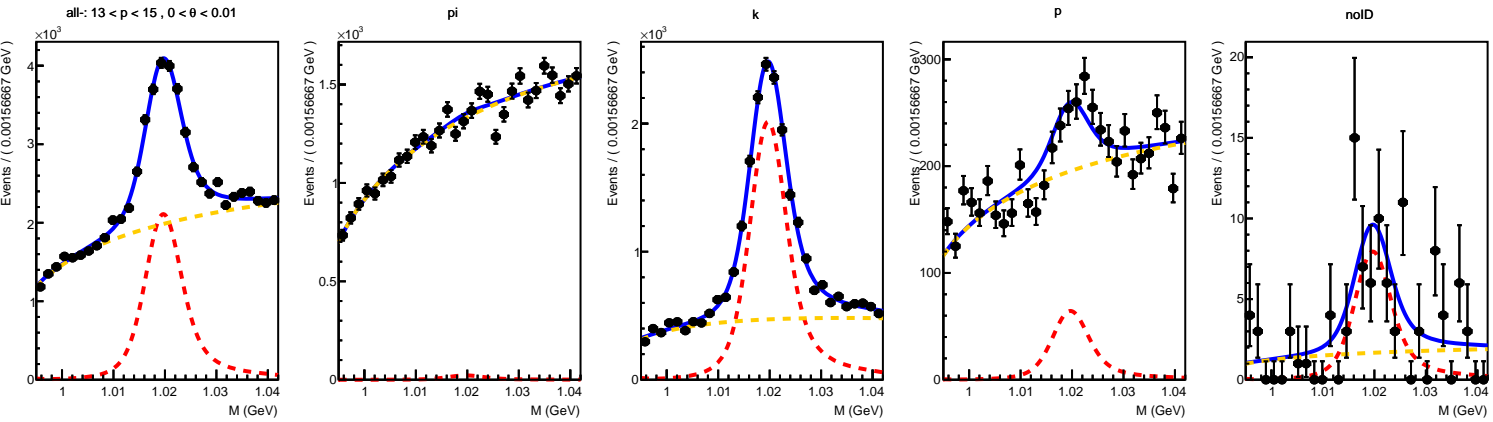 all-: 13 < p < 15 , 0 < θ < 0.01
×10³
Events / ( 0.00156667 GeV )
4
3
2
1
0
1 1.01 1.02 1.03 1.04
M (GeV)
pi
×10³
Events / ( 0.00156667 GeV )
1.5
1
0.5
0
1 1.01 1.02 1.03 1.04
M (GeV)
k
×10³
Events / ( 0.00156667 GeV )
2
1
0
1 1.01 1.02 1.03 1.04
M (GeV)
p
Events / ( 0.00156667 GeV )
300
200
100
0
1 1.01 1.02 1.03 1.04
M (GeV)
noID
Events / ( 0.00156667 GeV )
20
15
10
5
0
1 1.01 1.02 1.03 1.04
M (GeV)